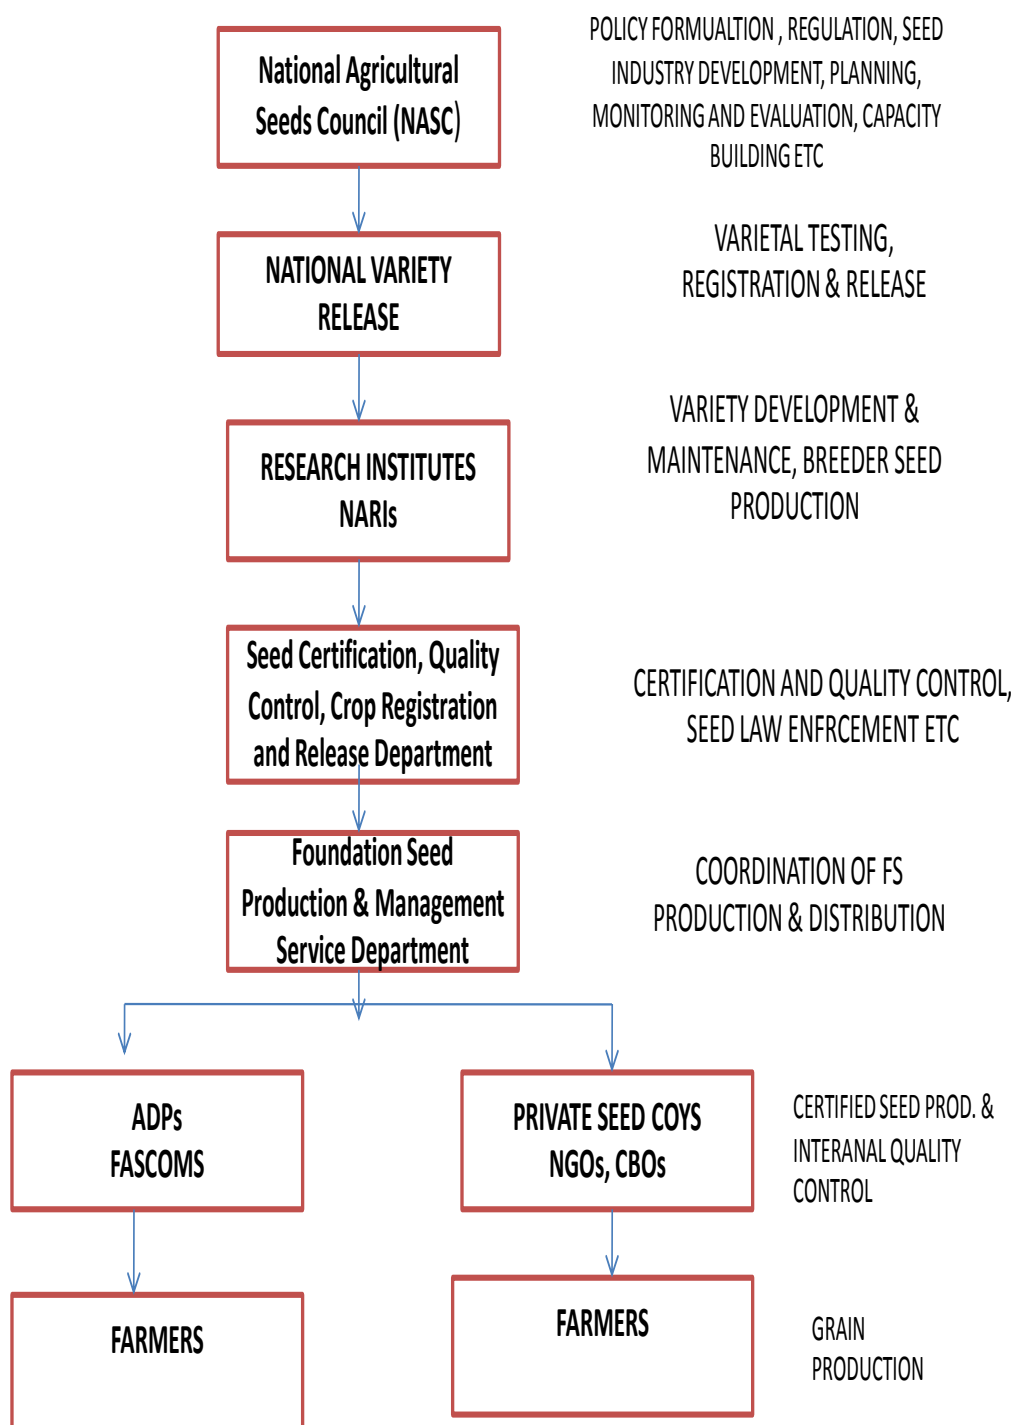 National Agricultural
Seeds Council (NASC)
POLICY FORMUALTION , REGULATION, SEED
INDUSTRY DEVELOPMENT, PLANNING,
MONITORING AND EVALUATION, CAPACITY
BUILDING ETC
NATIONAL VARIETY
RELEASE
VARIETAL TESTING,
REGISTRATION & RELEASE
RESEARCH INSTITUTES
NARIs
VARIETY DEVELOPMENT &
MAINTENANCE, BREEDER SEED
PRODUCTION
Seed Certification, Quality
Control, Crop Registration
and Release Department
CERTIFICATION AND QUALITY CONTROL,
SEED LAW ENFRCEMENT ETC
Foundation Seed
Production & Management
Service Department
COORDINATION OF FS
PRODUCTION & DISTRIBUTION
ADPs
FASCOMS
PRIVATE SEED COYS
NGOs, CBOs
CERTIFIED SEED PROD. &
INTERANAL QUALITY
CONTROL
FARMERS
FARMERS
GRAIN
PRODUCTION